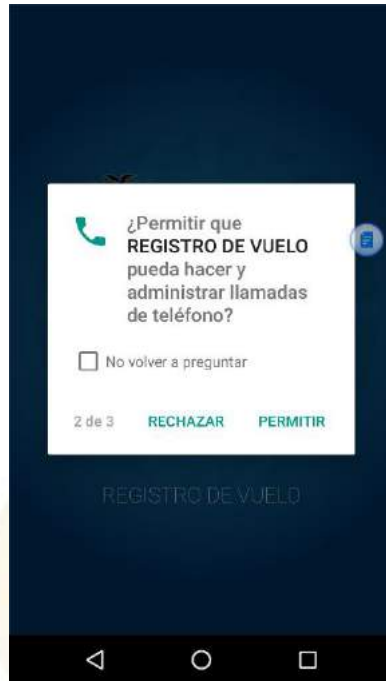 ¿Permitir que
REGISTRO DE VUELO
pueda hacer y
administrar llamadas
de teléfono?
No volver a preguntar
2 de 3 RECHAZAR PERMITIR
REGISTRO DE VUELO